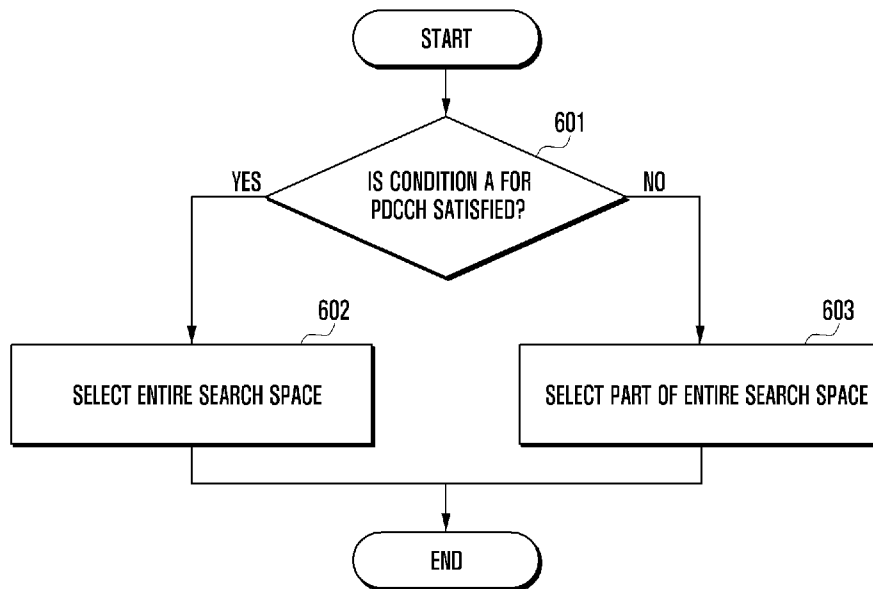 START
601
YES
IS CONDITION A FOR
PDCCH SATISFIED?
NO
602
603
SELECT ENTIRE SEARCH SPACE
SELECT PART OF ENTIRE SEARCH SPACE
END